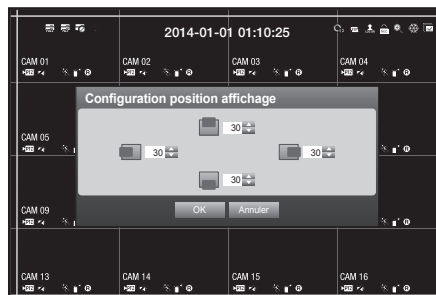 2014-01-01 01:10:25
CAM 01 CAM 02 CAM 03 CAM 04
Configuration position affichage
30
CAM 05
30 30
30
CAM 09
OK Annuler
CAM 13 CAM 14 CAM 15 CAM 16